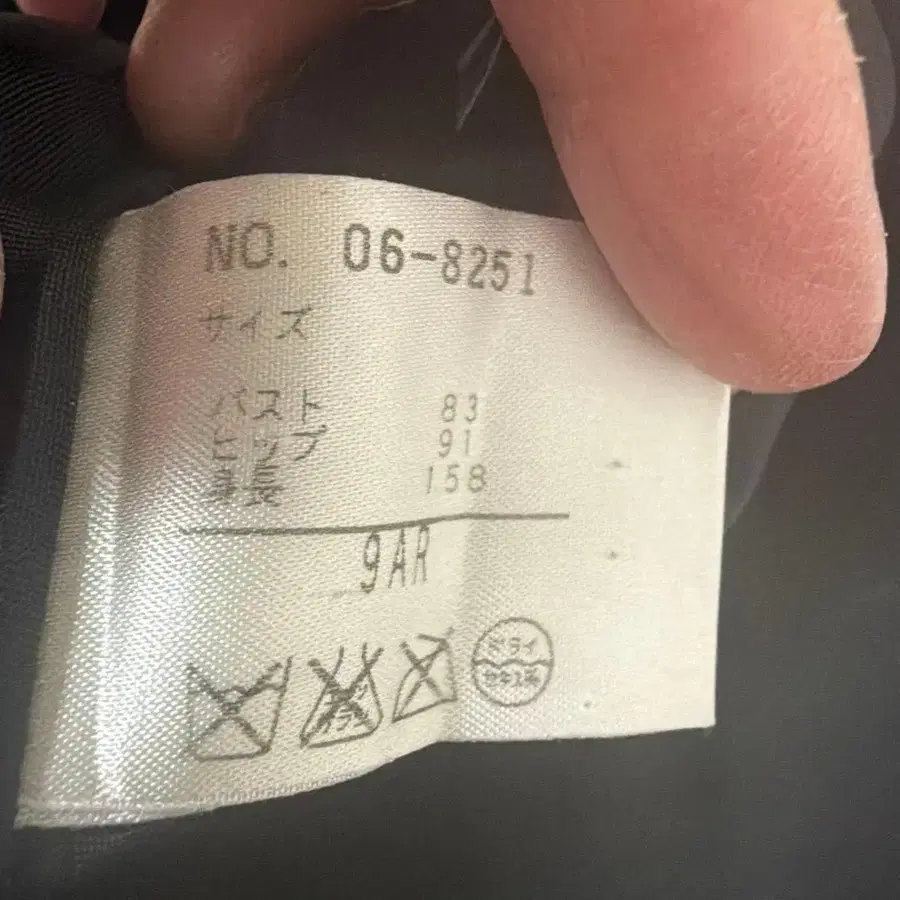 NO. 06-8251
サイズ
バスト 83
ヒップ 91
身長 158
9AR
ドライ
セキユ系